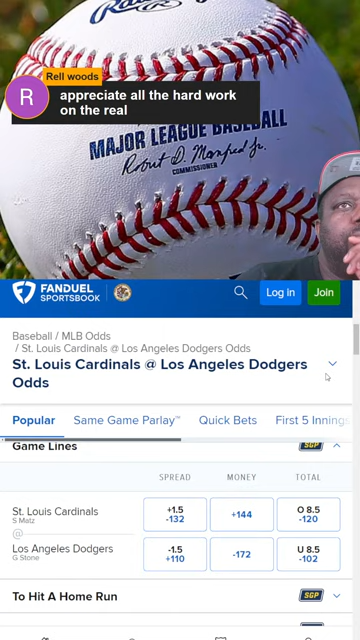 Rawlings
Rell woods
R
appreciate all the hard work
on the real
MAJOR LEAGUE BASEBALL
Robert D. Manfred Jr.
COMMISSIONER
FANDUEL
SPORTSBOOK
Log in
Join
Baseball / MLB Odds
/ St. Louis Cardinals @ Los Angeles Dodgers Odds
St. Louis Cardinals @ Los Angeles Dodgers
Odds
Popular
Same Game Parlay™
Quick Bets
First 5 Innings
Game Lines
SGP
SPREAD
MONEY
TOTAL
St. Louis Cardinals
S Matz
+1.5
-132
+144
O 8.5
-120
@
Los Angeles Dodgers
G Stone
-1.5
+110
-172
U 8.5
-102
To Hit A Home Run
SGP